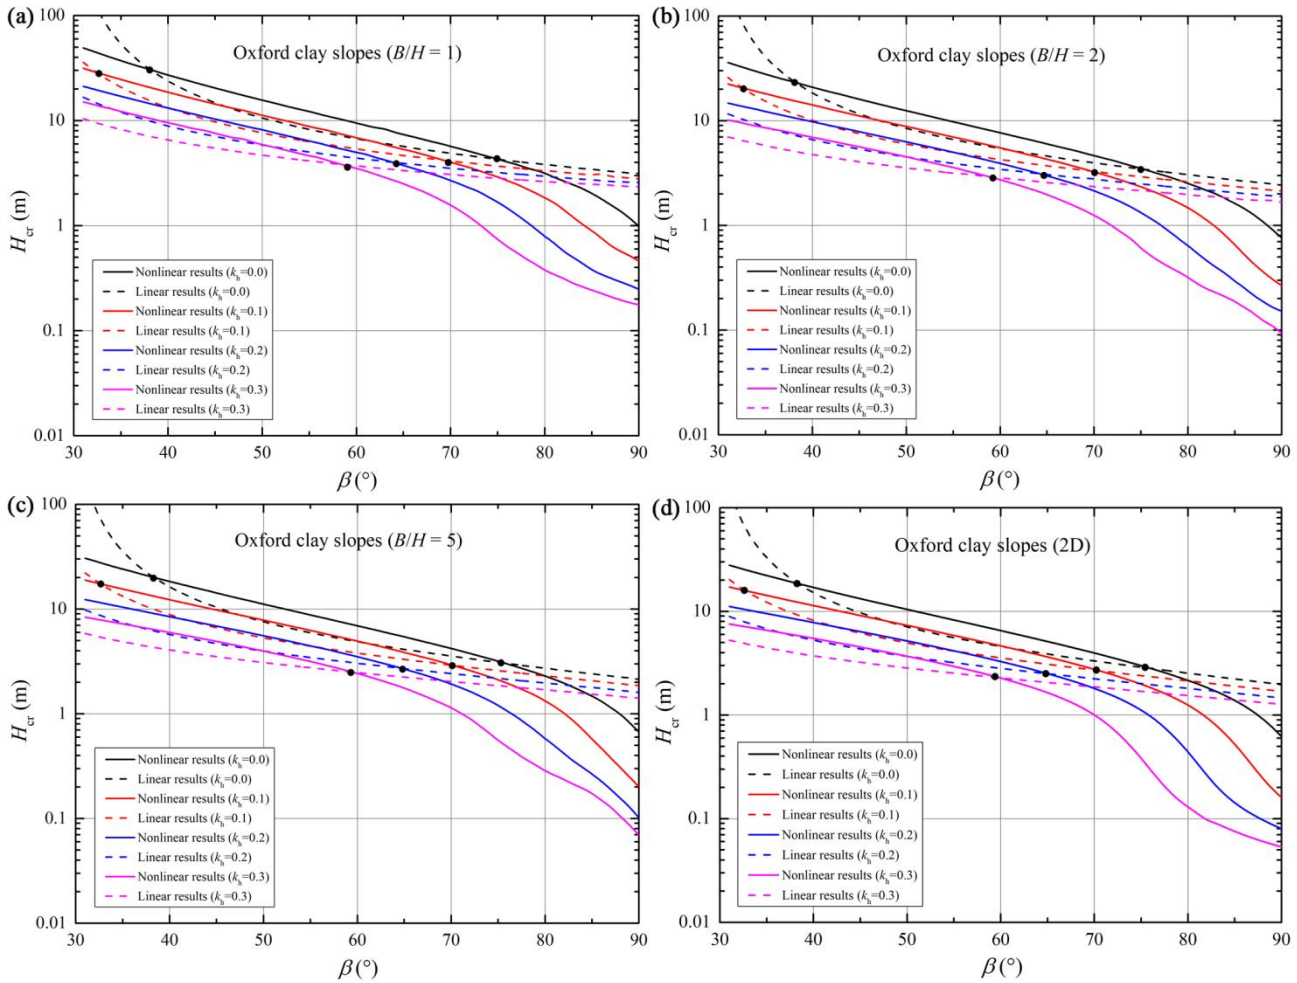 (a)
Oxford clay slopes (B/H = 1)
100
10
1
0.1
0.01
H_cr (m)
Nonlinear results (k_h=0.0)
Linear results (k_h=0.0)
Nonlinear results (k_h=0.1)
Linear results (k_h=0.1)
Nonlinear results (k_h=0.2)
Linear results (k_h=0.2)
Nonlinear results (k_h=0.3)
Linear results (k_h=0.3)
30 40 50 60 70 80 90
β (°)
(b)
Oxford clay slopes (B/H = 2)
100
10
1
0.1
0.01
H_cr (m)
Nonlinear results (k_h=0.0)
Linear results (k_h=0.0)
Nonlinear results (k_h=0.1)
Linear results (k_h=0.1)
Nonlinear results (k_h=0.2)
Linear results (k_h=0.2)
Nonlinear results (k_h=0.3)
Linear results (k_h=0.3)
30 40 50 60 70 80 90
β (°)
(c)
Oxford clay slopes (B/H = 5)
100
10
1
0.1
0.01
H_cr (m)
Nonlinear results (k_h=0.0)
Linear results (k_h=0.0)
Nonlinear results (k_h=0.1)
Linear results (k_h=0.1)
Nonlinear results (k_h=0.2)
Linear results (k_h=0.2)
Nonlinear results (k_h=0.3)
Linear results (k_h=0.3)
30 40 50 60 70 80 90
β (°)
(d)
Oxford clay slopes (2D)
100
10
1
0.1
0.01
H_cr (m)
Nonlinear results (k_h=0.0)
Linear results (k_h=0.0)
Nonlinear results (k_h=0.1)
Linear results (k_h=0.1)
Nonlinear results (k_h=0.2)
Linear results (k_h=0.2)
Nonlinear results (k_h=0.3)
Linear results (k_h=0.3)
30 40 50 60 70 80 90
β (°)